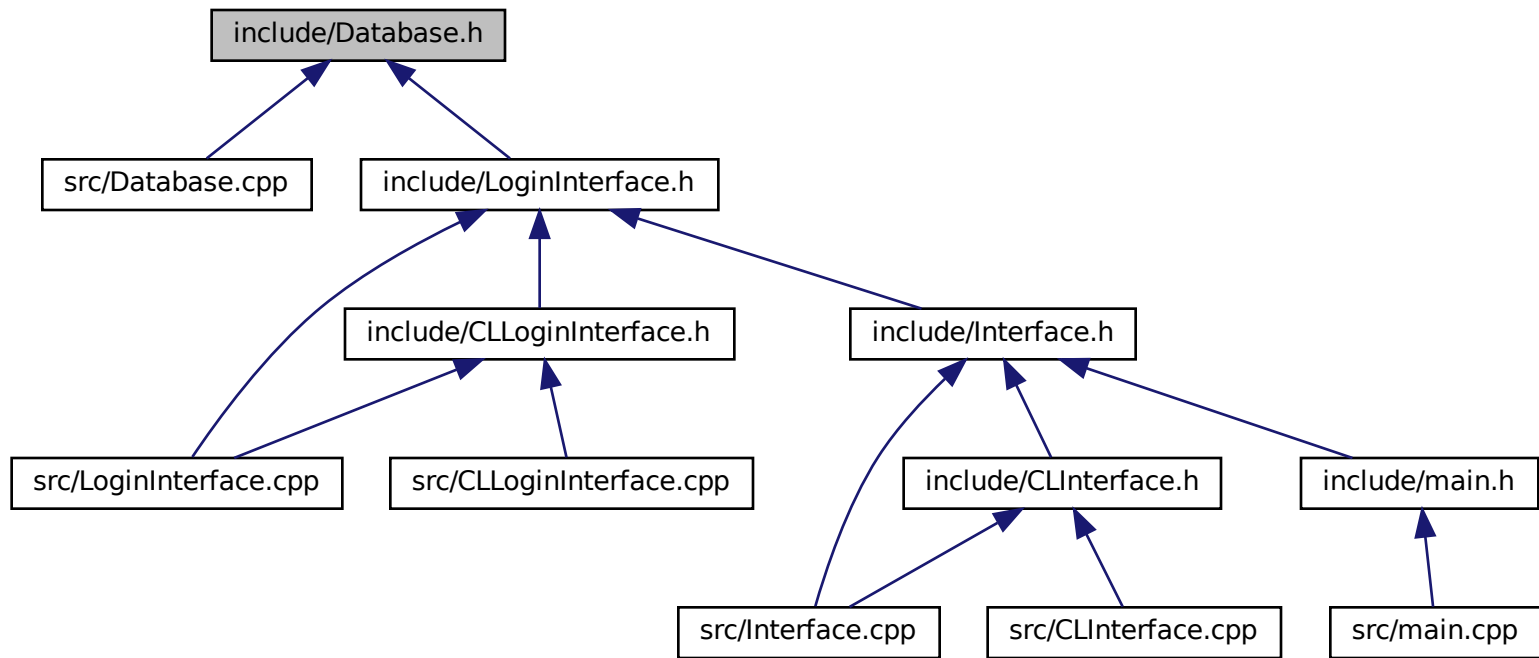 include/Database.h
src/Database.cpp
include/LoginInterface.h
include/CLLoginInterface.h
include/Interface.h
src/LoginInterface.cpp
src/CLLoginInterface.cpp
include/CLInterface.h
include/main.h
src/Interface.cpp
src/CLInterface.cpp
src/main.cpp